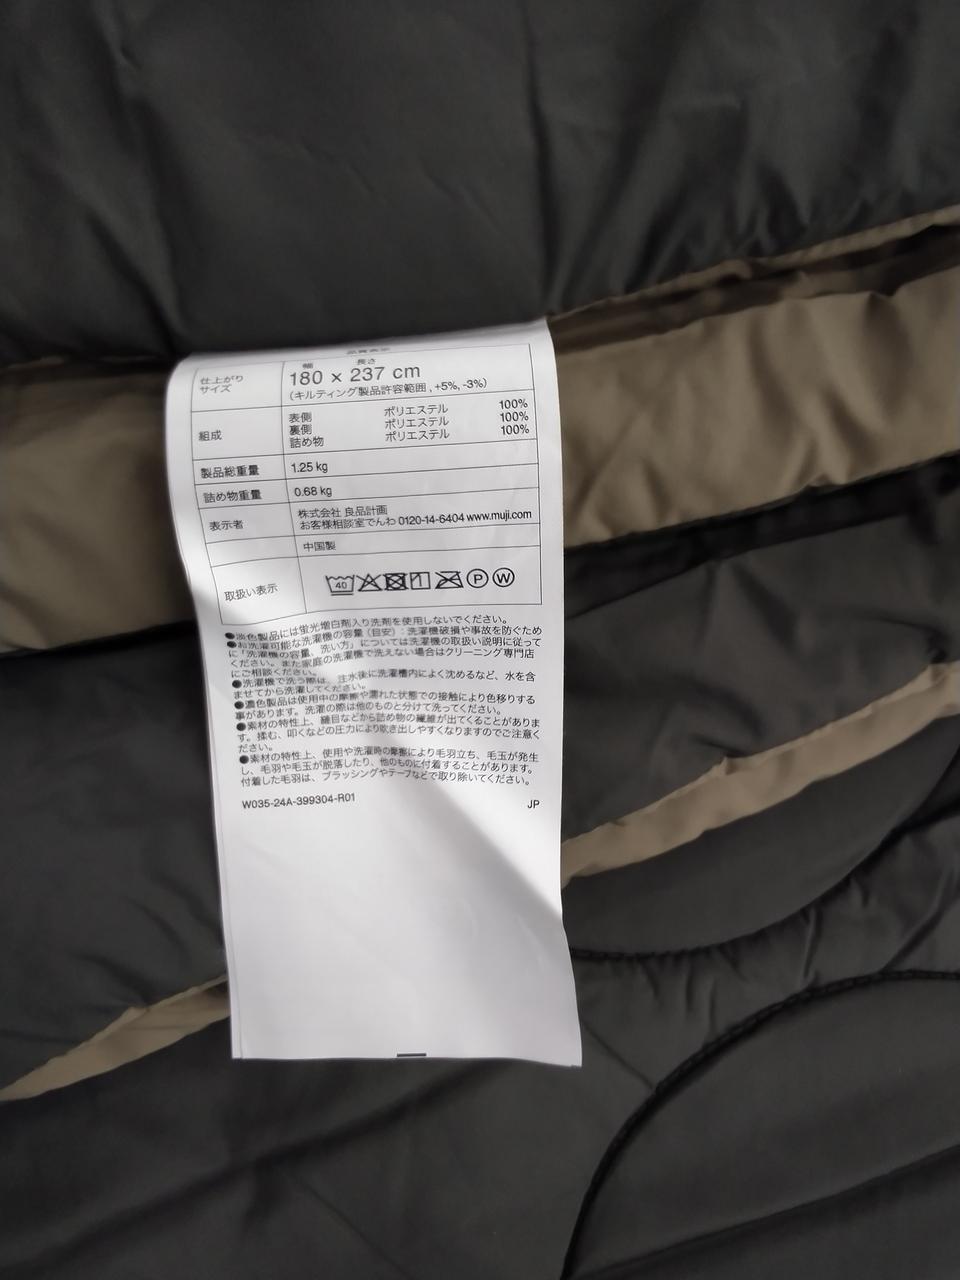 品質表示
仕上がり
サイズ
幅 長さ
180 × 237 cm
(キルティング製品許容範囲 , +5%, -3%)
組成
表側 ポリエステル 100%
裏側 ポリエステル 100%
詰め物 ポリエステル 100%
製品総重量 1.25 kg
詰め物重量 0.68 kg
表示者
株式会社 良品計画
お客様相談室でんわ 0120-14-6404 www.muji.com
中国製
取扱い表示
40 P W
●淡色製品には蛍光増白剤入り洗剤を使用しないでください。
●お洗濯可能な洗濯機の容量（目安）：洗濯機破損や事故を防ぐため
に「洗濯機の容量、洗い方」については洗濯機の取扱い説明に従って
ください。また家庭の洗濯機で洗えない場合はクリーニング専門店
にご相談ください。
●洗濯機で洗う際は、注水後に洗濯槽内によく沈めるなど、水を含
ませてから洗濯してください。
●濃色製品は使用中の摩擦や濡れた状態での接触により色移りする
事があります。洗濯の際は他のものと分けて洗ってください。
●素材の特性上、縫目などから詰め物の繊維が出てくることがありま
す。揉む、叩くなどの圧力により吹き出しやすくなりますのでご注意く
ださい。
●素材の特性上、使用や洗濯時の摩擦により毛羽立ち、毛玉が発生
し、毛羽や毛玉が脱落したり、他のものに付着することがあります。
付着した毛羽は、ブラッシングやテープなどで取り除いてください。
W035-24A-399304-R01 JP